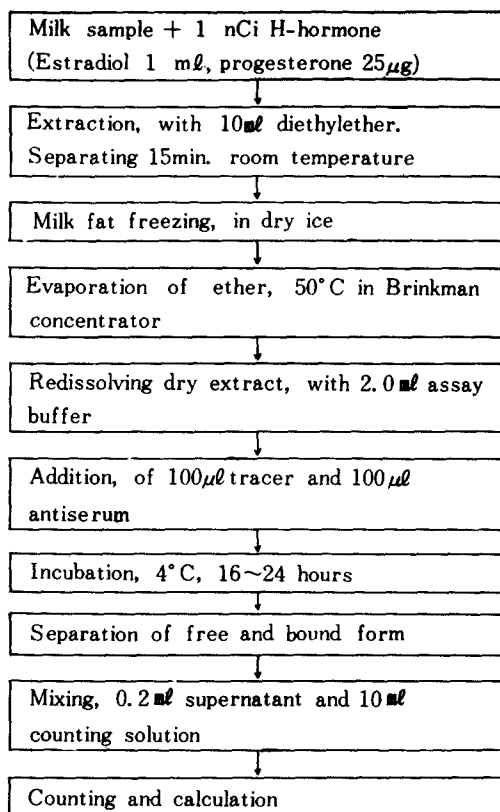 Milk sample + 1 nCi H-hormone
(Estradiol 1 mℓ, progesterone 25μg)
Extraction, with 10mℓ diethylether.
Separating 15min. room temperature
Milk fat freezing, in dry ice
Evaporation of ether, 50°C in Brinkman
concentrator
Redissolving dry extract, with 2.0mℓ assay
buffer
Addition, of 100μℓ tracer and 100μℓ
antiserum
Incubation, 4°C, 16~24 hours
Separation of free and bound form
Mixing, 0.2mℓ supernatant and 10mℓ
counting solution
Counting and calculation